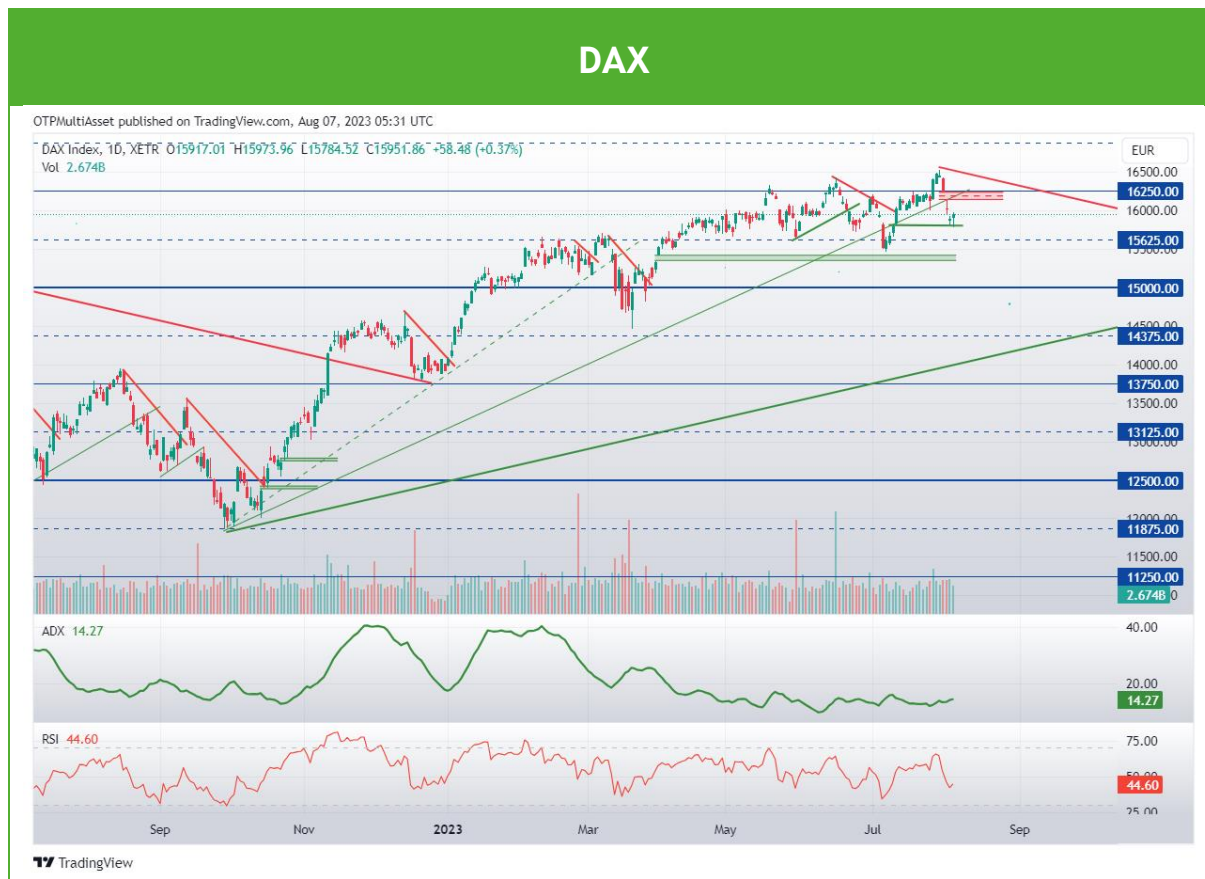 DAX
OTPMultiAsset published on TradingView.com, Aug 07, 2023 05:31 UTC
DAX Index, 1D, XETR O15917.01 H15973.96 L15784.52 C15951.86 +58.48 (+0.37%)
Vol 2.674B
EUR
16500.00
16250.00
16000.00
15625.00
15000.00
14375.00
14000.00
13750.00
13500.00
13125.00
13000.00
12500.00
12000.00
11875.00
11500.00
11250.00
2.674B
ADX 14.27
40.00
20.00
14.27
RSI 44.60
75.00
50.00
44.60
25.00
Sep Nov 2023 Mar May Jul Sep
TradingView